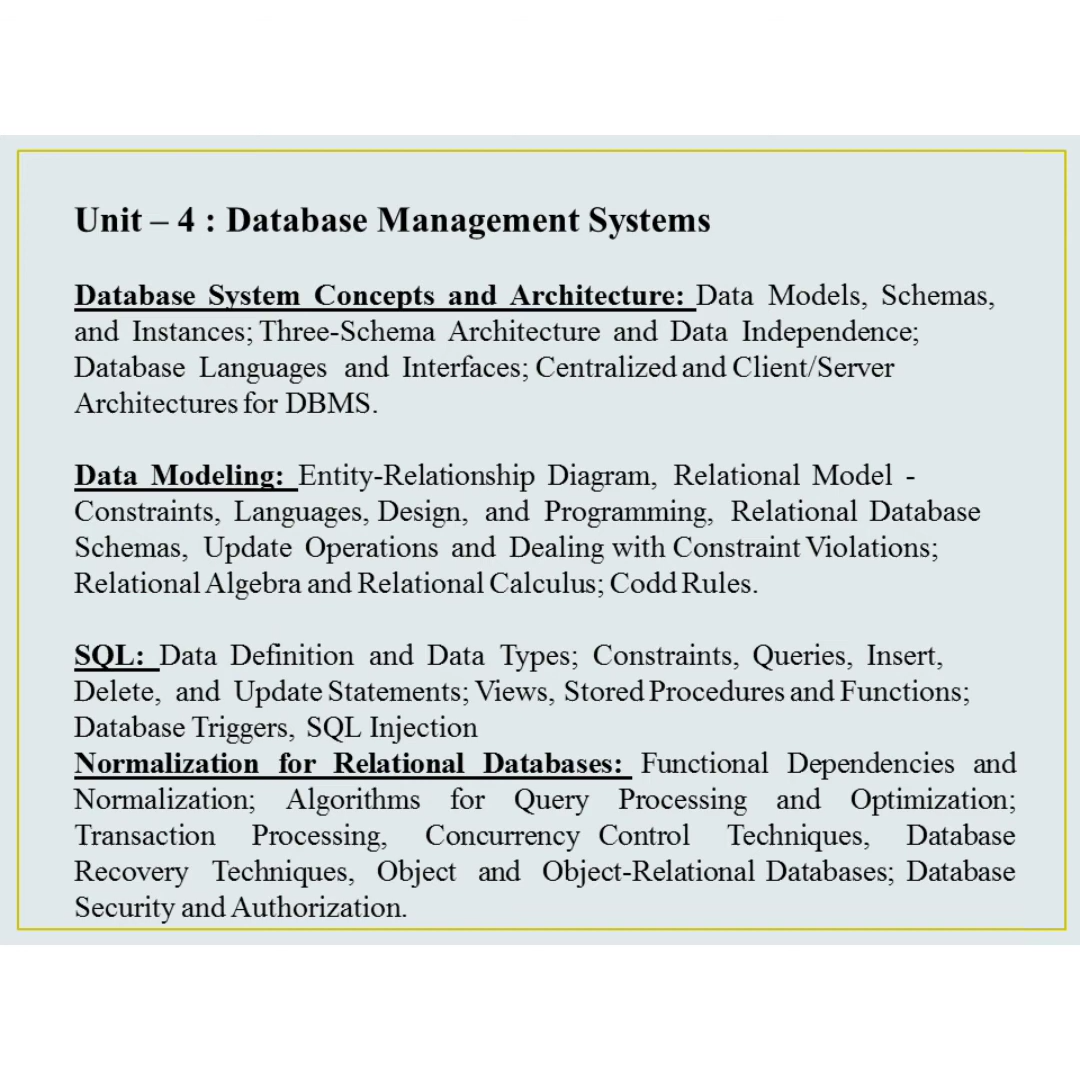 Unit – 4 : Database Management Systems
Database System Concepts and Architecture: Data Models, Schemas,
and Instances; Three-Schema Architecture and Data Independence;
Database Languages and Interfaces; Centralized and Client/Server
Architectures for DBMS.
Data Modeling: Entity-Relationship Diagram, Relational Model -
Constraints, Languages, Design, and Programming, Relational Database
Schemas, Update Operations and Dealing with Constraint Violations;
Relational Algebra and Relational Calculus; Codd Rules.
SQL: Data Definition and Data Types; Constraints, Queries, Insert,
Delete, and Update Statements; Views, Stored Procedures and Functions;
Database Triggers, SQL Injection
Normalization for Relational Databases: Functional Dependencies and
Normalization; Algorithms for Query Processing and Optimization;
Transaction Processing, Concurrency Control Techniques, Database
Recovery Techniques, Object and Object-Relational Databases; Database
Security and Authorization.